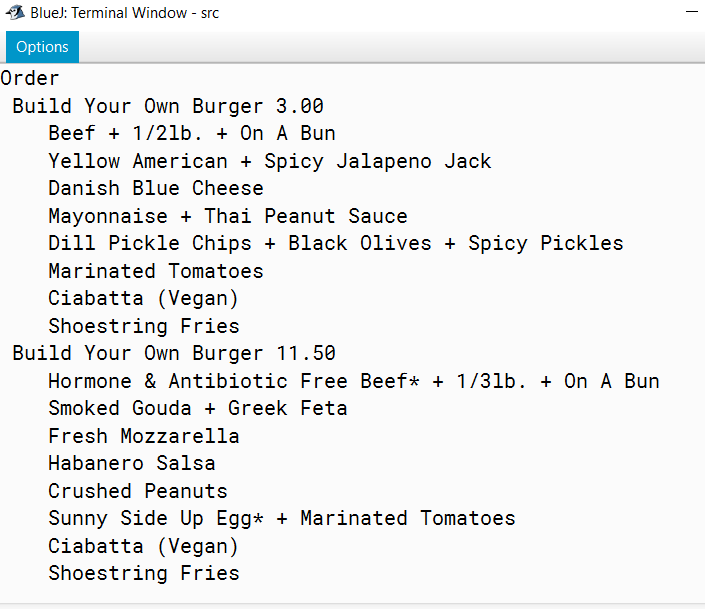 BlueJ: Terminal Window - src
Options
Order
Build Your Own Burger 3.00
Beef + 1/2lb. + On A Bun
Yellow American + Spicy Jalapeno Jack
Danish Blue Cheese
Mayonnaise + Thai Peanut Sauce
Dill Pickle Chips + Black Olives + Spicy Pickles
Marinated Tomatoes
Ciabatta (Vegan)
Shoestring Fries
Build Your Own Burger 11.50
Hormone & Antibiotic Free Beef* + 1/3lb. + On A Bun
Smoked Gouda + Greek Feta
Fresh Mozzarella
Habanero Salsa
Crushed Peanuts
Sunny Side Up Egg* + Marinated Tomatoes
Ciabatta (Vegan)
Shoestring Fries